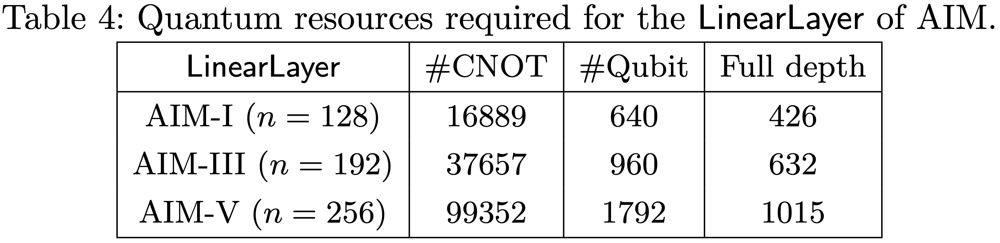 Table 4: Quantum resources required for the LinearLayer of AIM.
LinearLayer #CNOT #Qubit Full depth
AIM-I (n = 128) 16889 640 426
AIM-III (n = 192) 37657 960 632
AIM-V (n = 256) 99352 1792 1015